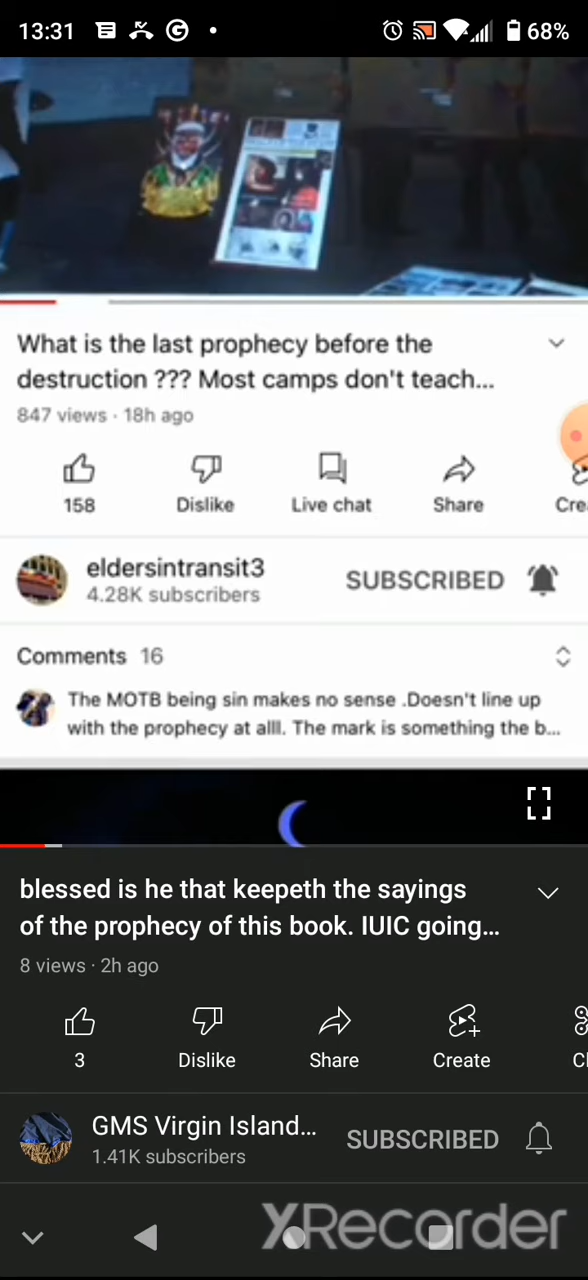 13:31
68%
What is the last prophecy before the
destruction ??? Most camps don't teach...
847 views · 18h ago
158
Dislike
Live chat
Share
Cre
eldersintransit3
4.28K subscribers
SUBSCRIBED
Comments 16
The MOTB being sin makes no sense .Doesn't line up
with the prophecy at alll. The mark is something the b...
blessed is he that keepeth the sayings
of the prophecy of this book. IUIC going...
8 views · 2h ago
3
Dislike
Share
Create
Cl
GMS Virgin Island...
1.41K subscribers
SUBSCRIBED
XRecorder